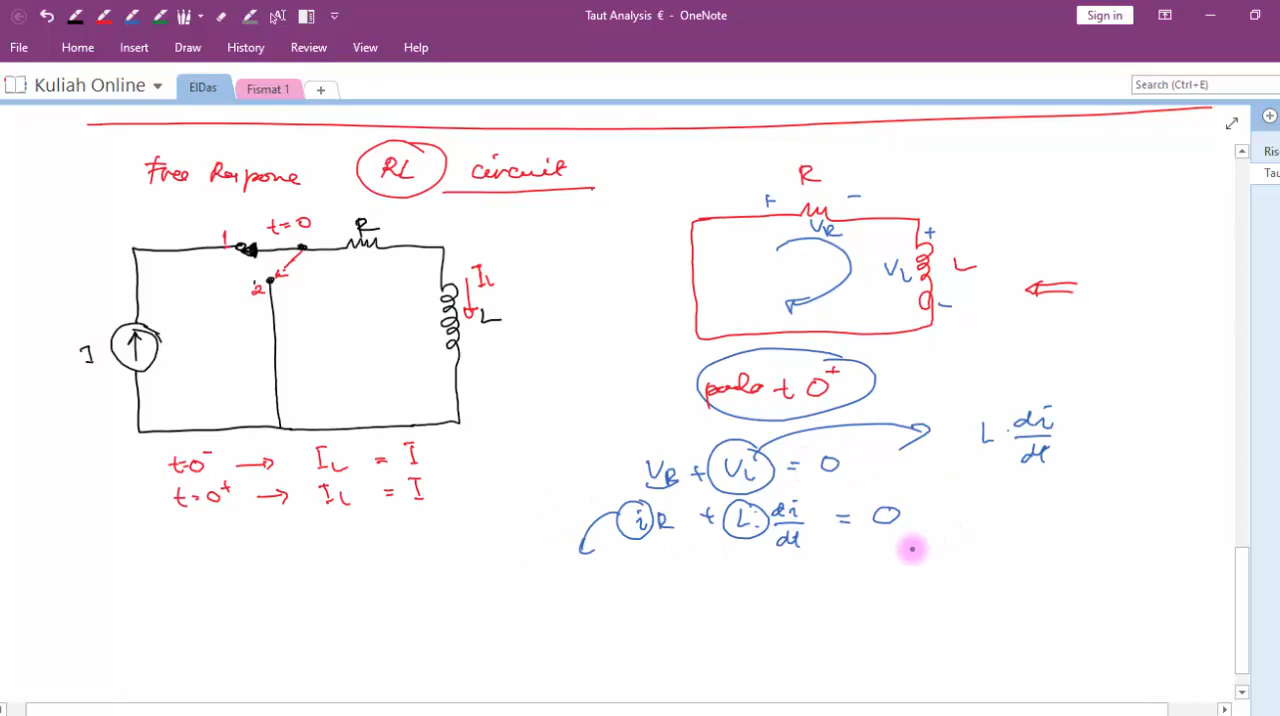 Taut Analysis € - OneNote
Sign in
File Home Insert Draw History Review View Help
Kuliah Online
ElDas
Fismat 1
+
Search (Ctrl+E)
Ris
Tau
Free Respone RL circuit
t=0
1
2
R
IL
L
I
t=0⁻ → IL = I
t=0⁺ → IL = I
R
+ −
VR
+
VL
L
−
pada t 0⁺
VR + VL = 0
L · di/dt
iR + L · di/dt = 0